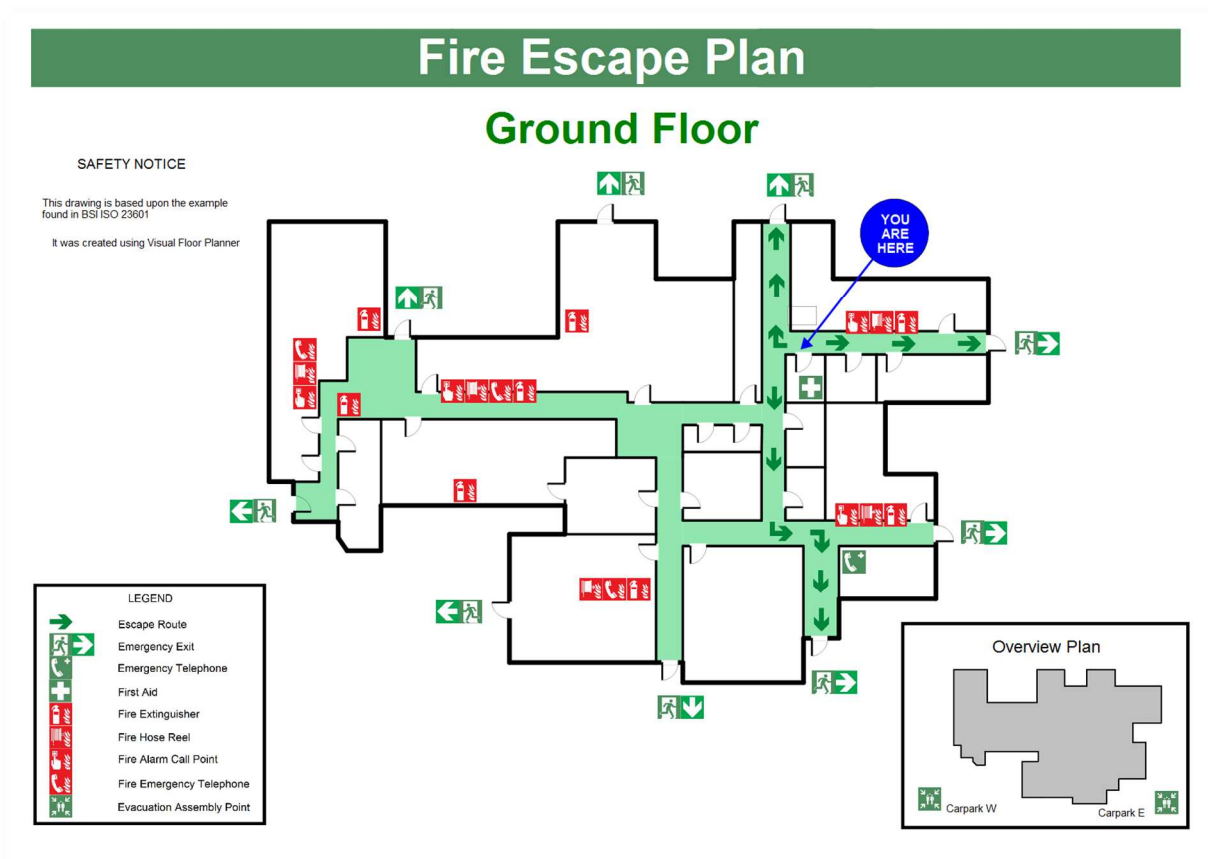 Fire Escape Plan
Ground Floor
SAFETY NOTICE
This drawing is based upon the example
found in BSI ISO 23601
It was created using Visual Floor Planner
YOU
ARE
HERE
LEGEND
Escape Route
Emergency Exit
Emergency Telephone
First Aid
Fire Extinguisher
Fire Hose Reel
Fire Alarm Call Point
Fire Emergency Telephone
Evacuation Assembly Point
Overview Plan
Carpark W
Carpark E